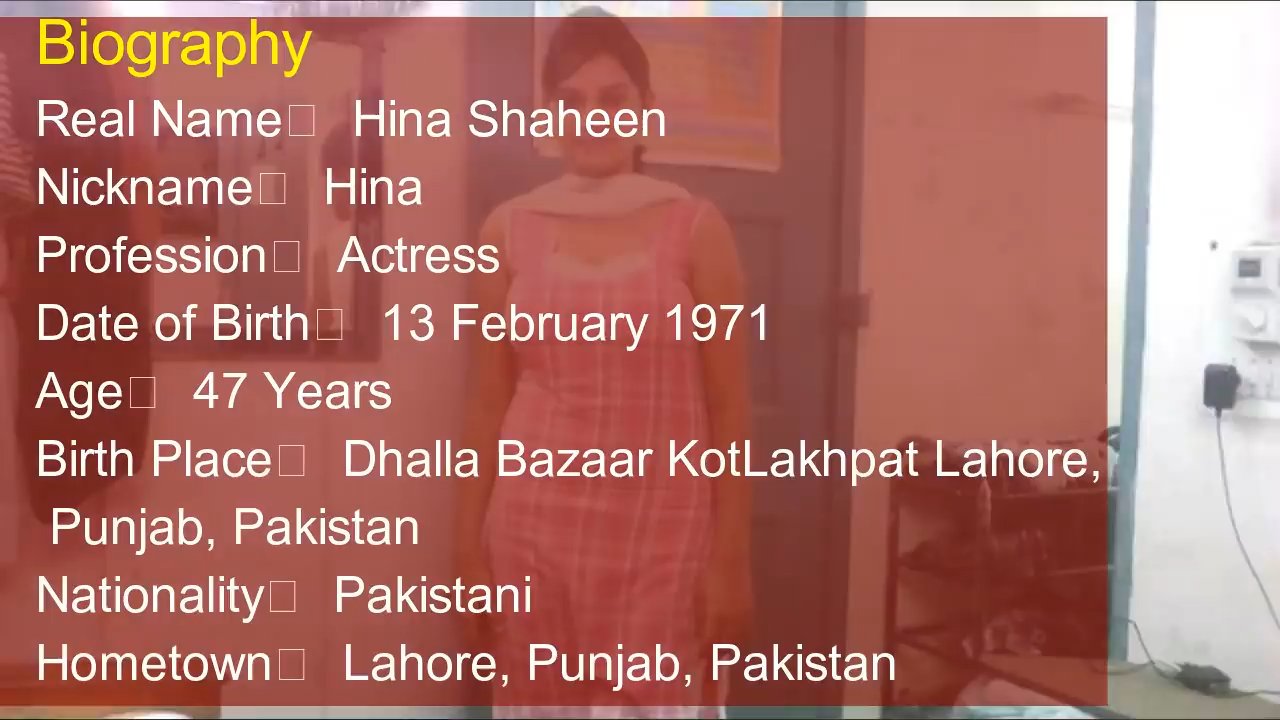 Biography
Real Name□ Hina Shaheen
Nickname□ Hina
Profession□ Actress
Date of Birth□ 13 February 1971
Age□ 47 Years
Birth Place□ Dhalla Bazaar KotLakhpat Lahore,
Punjab, Pakistan
Nationality□ Pakistani
Hometown□ Lahore, Punjab, Pakistan